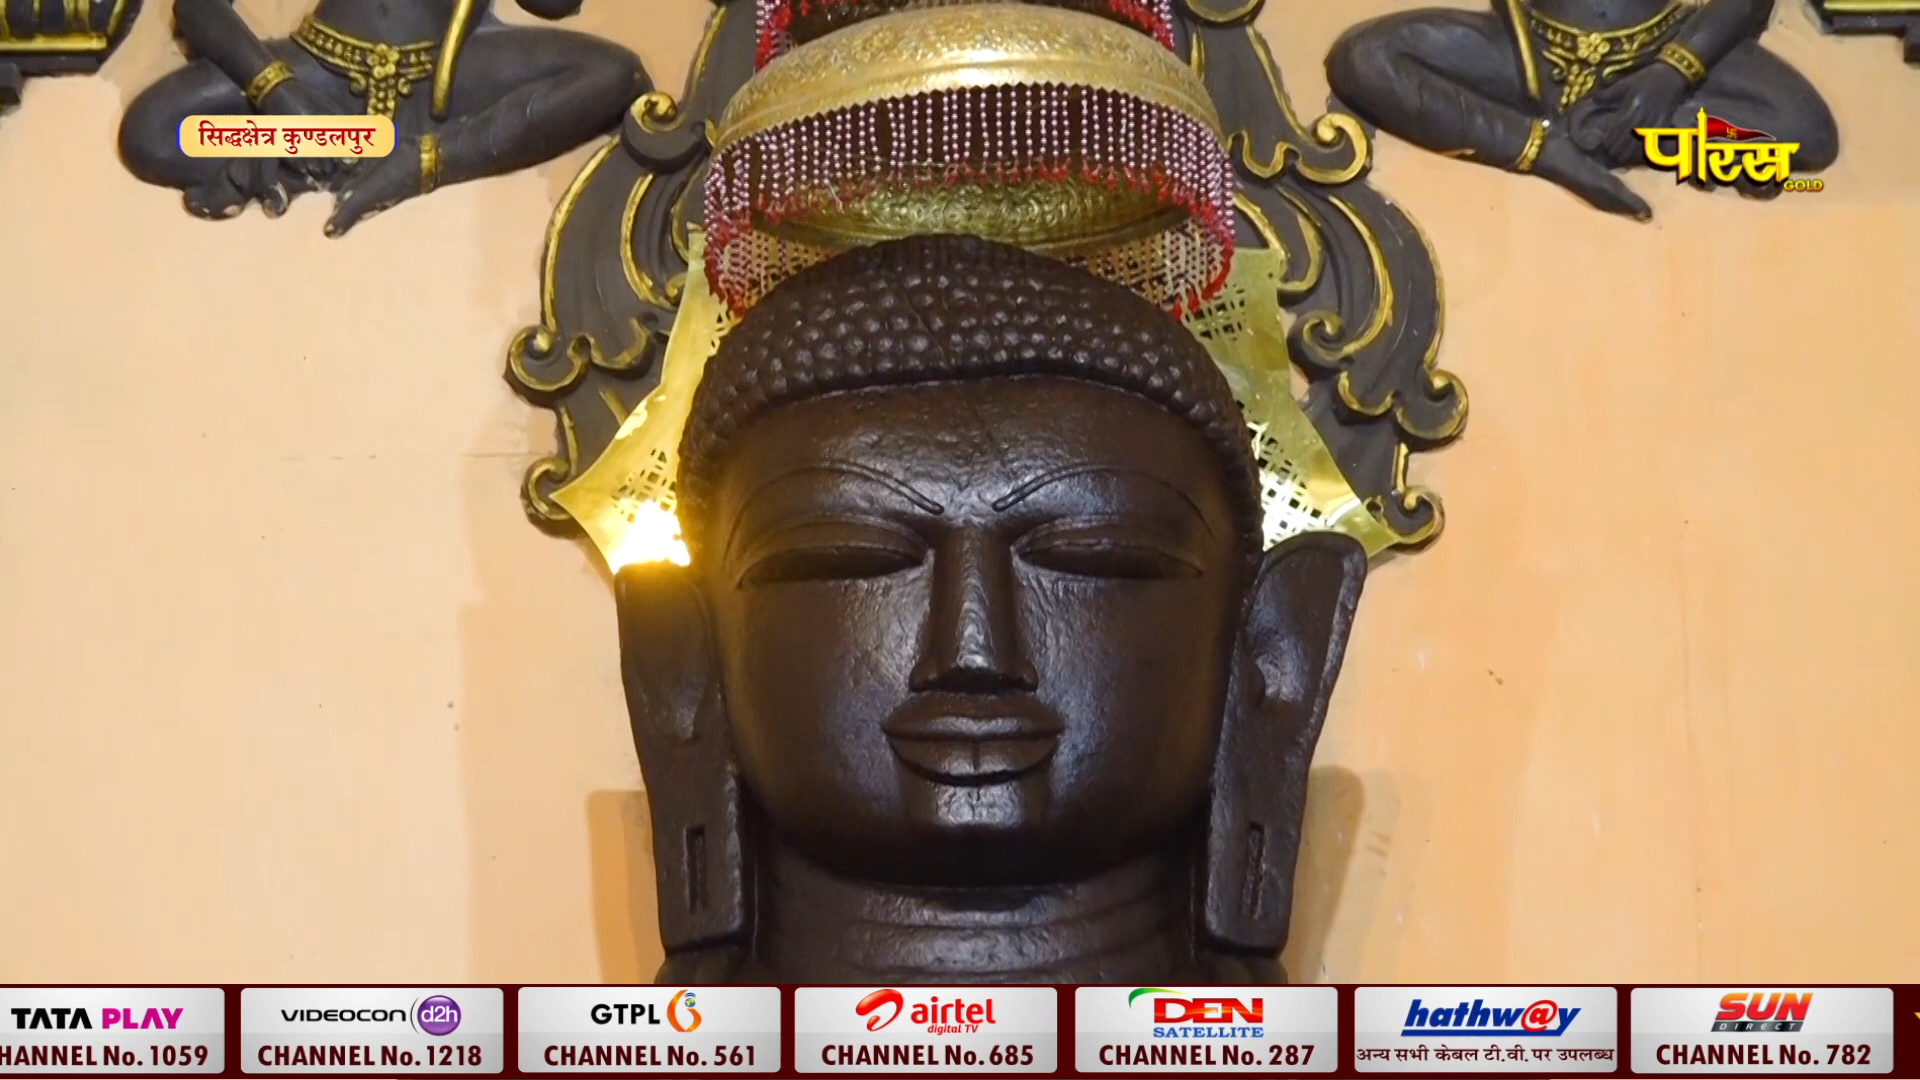 सिद्धक्षेत्र कुण्डलपुर
पारस
GOLD
TATA PLAY
HANNEL No. 1059
VIDEOCON d2h
CHANNEL No. 1218
GTPL
CHANNEL No. 561
airtel
digital TV
CHANNEL No. 685
DEN
SATELLITE
CHANNEL No. 287
hathw@y
अन्य सभी केबल टी.वी. पर उपलब्ध
SUN
DIRECT
CHANNEL No. 782